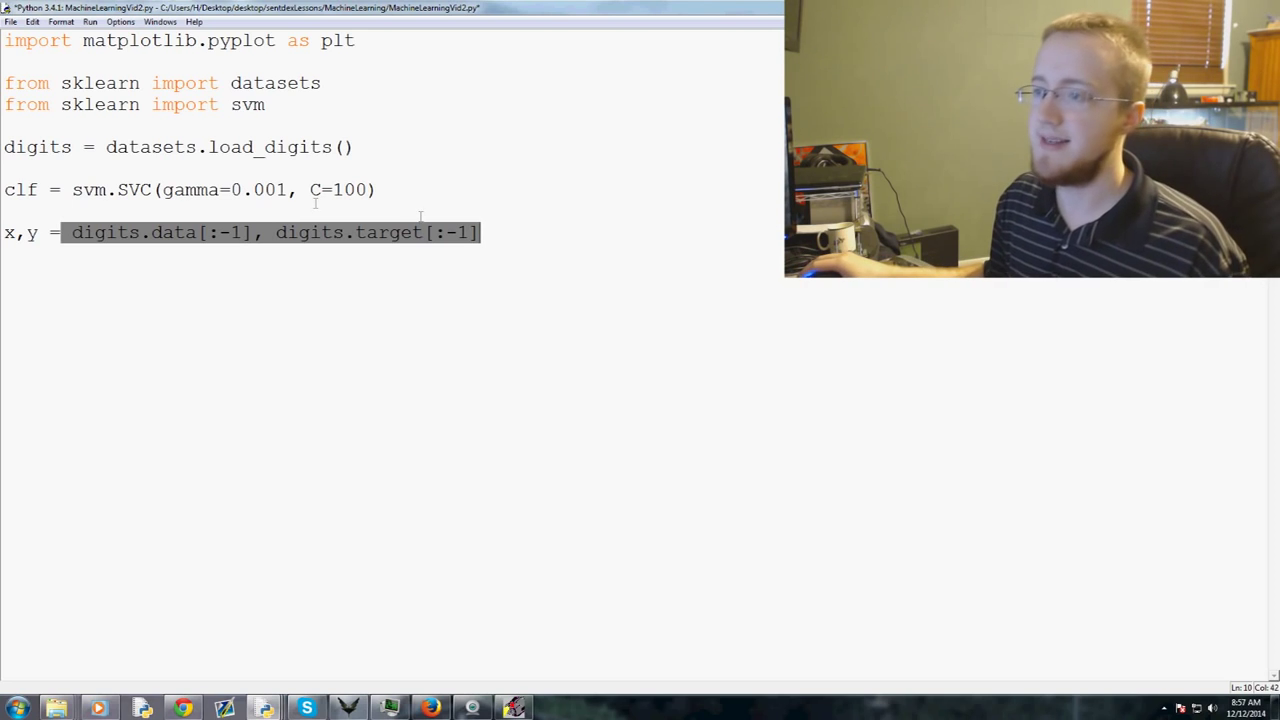 *Python 3.4.1: MachineLearningVid2.py - C:/Users/H/Desktop/desktop/sentdexLessons/MachineLearning/MachineLearningVid2.py*
File Edit Format Run Options Windows Help
import matplotlib.pyplot as plt
from sklearn import datasets
from sklearn import svm
digits = datasets.load_digits()
clf = svm.SVC(gamma=0.001, C=100)
x,y = digits.data[:-1], digits.target[:-1]
Ln: 10 Col: 42
8:57 AM
12/12/2014